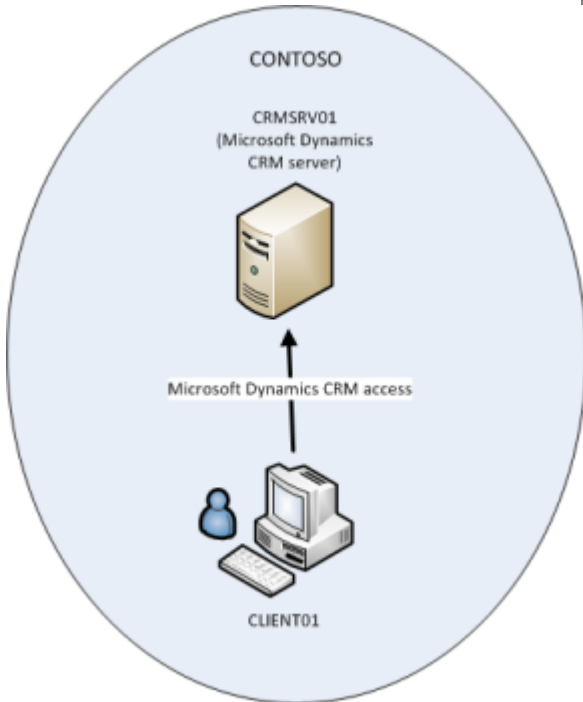 CONTOSO
CRMSRV01
(Microsoft Dynamics
CRM server)
Microsoft Dynamics CRM access
CLIENT01